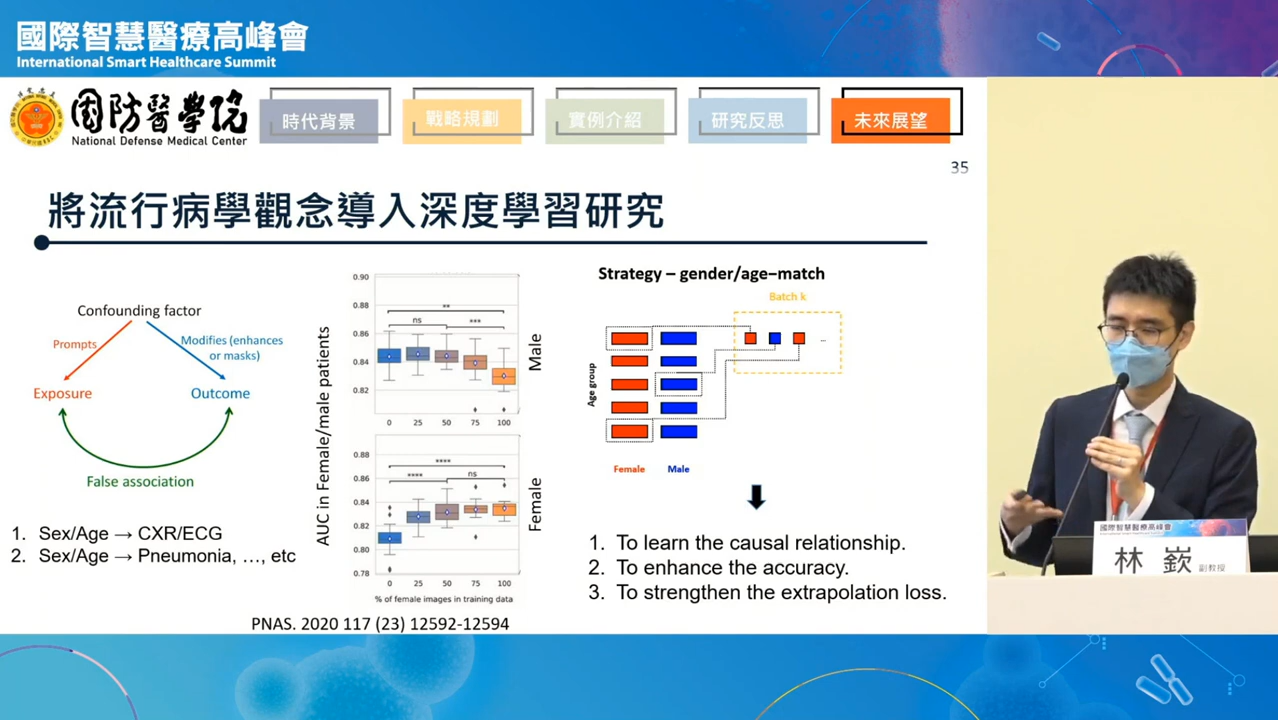 國際智慧醫療高峰會
International Smart Healthcare Summit
國防醫學院
National Defense Medical Center
時代背景
戰略規劃
實例介紹
研究反思
未來展望
35
將流行病學觀念導入深度學習研究
Confounding factor
Prompts
Modifies (enhances
or masks)
Exposure
Outcome
False association
1. Sex/Age → CXR/ECG
2. Sex/Age → Pneumonia, …, etc
AUC in Female/male patients
0.90
0.88
0.86
0.84
0.82
**
ns
***
0 25 50 75 100
Male
0.88
0.86
0.84
0.82
0.80
0.78
****
****
ns
0 25 50 75 100
Female
% of female images in training data
PNAS. 2020 117 (23) 12592-12594
Strategy – gender/age–match
Batch k
...
Age group
Female
Male
1. To learn the causal relationship.
2. To enhance the accuracy.
3. To strengthen the extrapolation loss.
國際智慧醫療高峰會
林 嶔 副教授